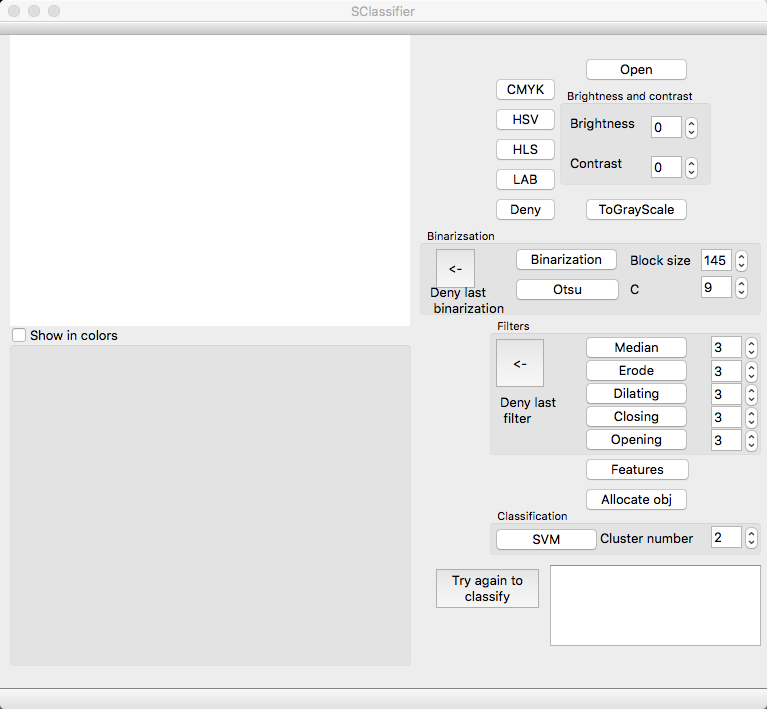 SClassifier
Open
CMYK
Brightness and contrast
HSV
Brightness
0
HLS
Contrast
0
LAB
Deny
ToGrayScale
Binarizsation
<-
Binarization
Block size
145
Deny last
binarization
Otsu
C
9
Show in colors
Filters
<-
Median
3
Erode
3
Deny last
filter
Dilating
3
Closing
3
Opening
3
Features
Allocate obj
Classification
SVM
Cluster number
2
Try again to
classify